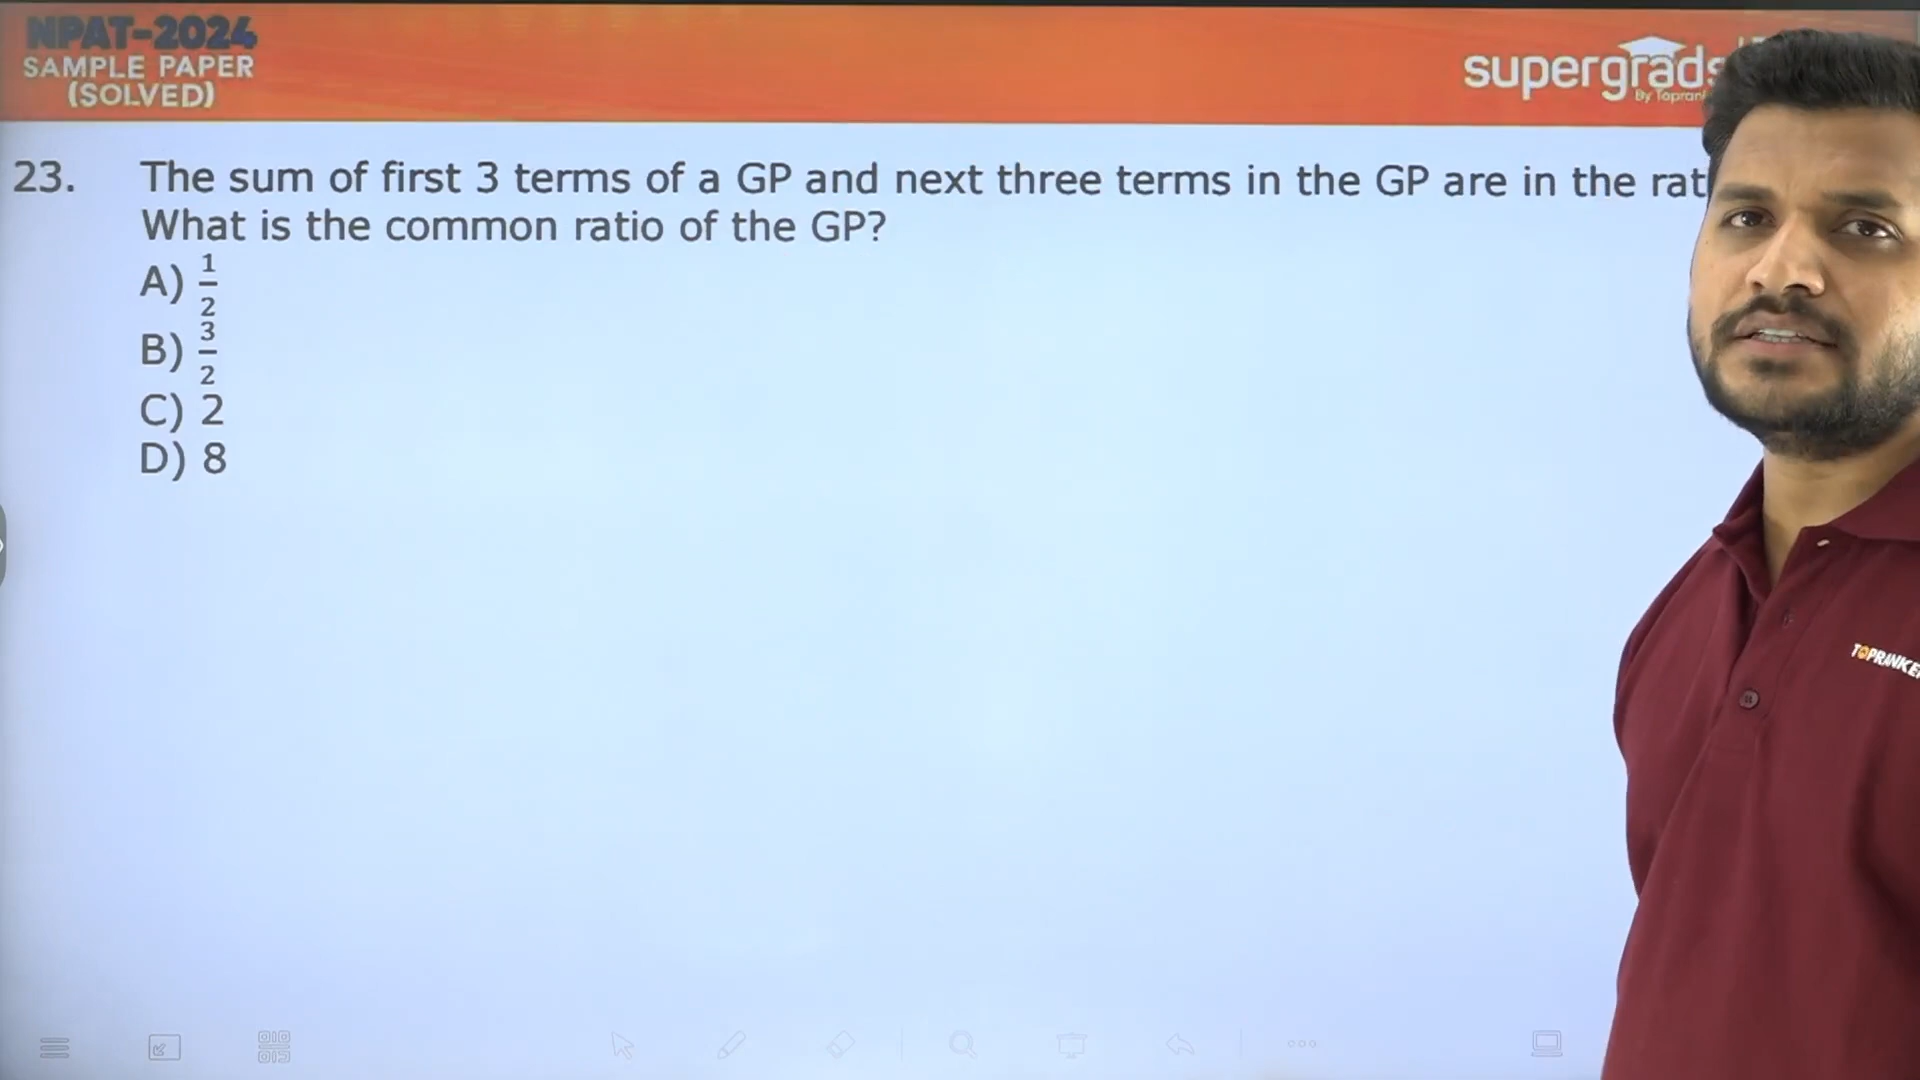 NPAT-2024
SAMPLE PAPER
(SOLVED)
supergrads
By Toprank
23. The sum of first 3 terms of a GP and next three terms in the GP are in the rat
What is the common ratio of the GP?
A) 1/2
B) 3/2
C) 2
D) 8
TOPRANKE